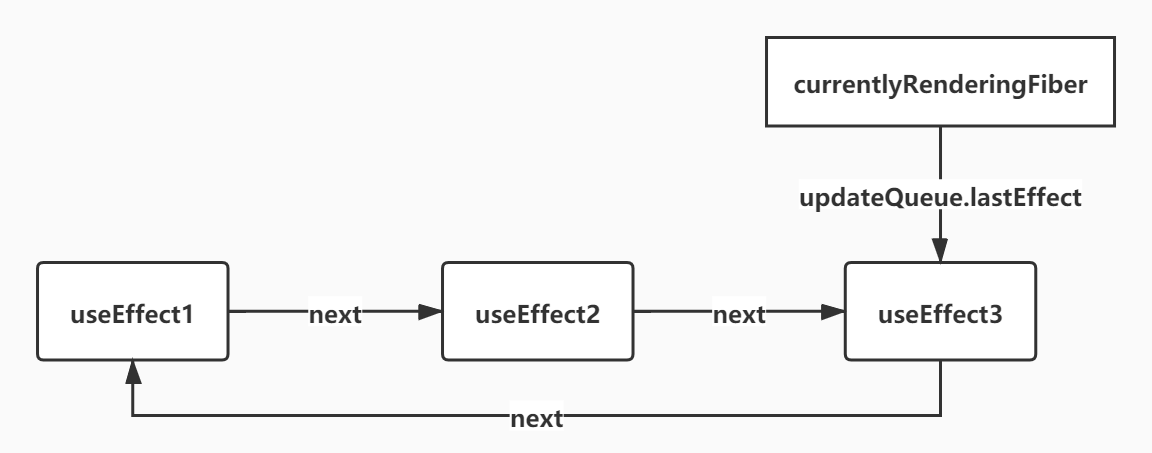 currentlyRenderingFiber
updateQueue.lastEffect
useEffect1
next
useEffect2
next
useEffect3
next